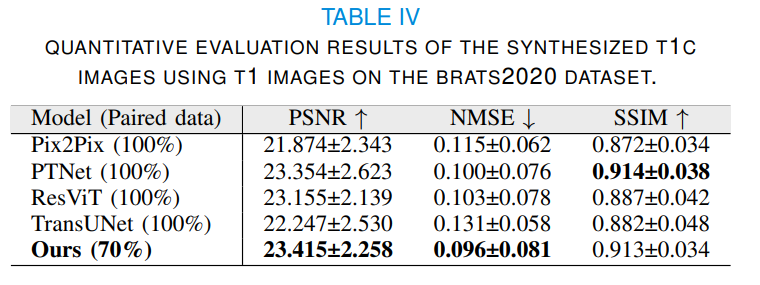 TABLE IV
QUANTITATIVE EVALUATION RESULTS OF THE SYNTHESIZED T1C
IMAGES USING T1 IMAGES ON THE BRATS2020 DATASET.
Model (Paired data) PSNR ↑ NMSE ↓ SSIM ↑
Pix2Pix (100%) 21.874±2.343 0.115±0.062 0.872±0.034
PTNet (100%) 23.354±2.623 0.100±0.076 0.914±0.038
ResViT (100%) 23.155±2.139 0.103±0.078 0.887±0.042
TransUNet (100%) 22.247±2.530 0.131±0.058 0.882±0.048
Ours (70%) 23.415±2.258 0.096±0.081 0.913±0.034